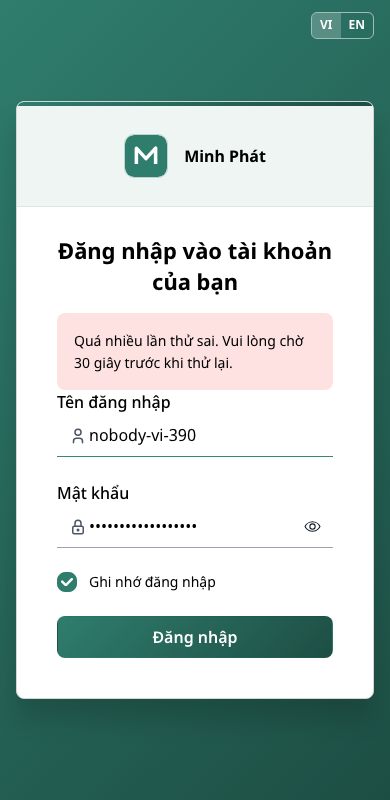 VI EN
Minh Phát
Đăng nhập vào tài khoản
của bạn
Quá nhiều lần thử sai. Vui lòng chờ
30 giây trước khi thử lại.
Tên đăng nhập
nobody-vi-390
Mật khẩu
••••••••••••••••••
Ghi nhớ đăng nhập
Đăng nhập